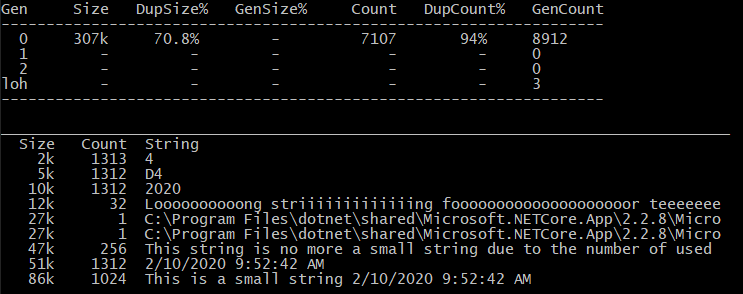 Gen Size DupSize% GenSize% Count DupCount% GenCount
0 307k 70.8% - 7107 94% 8912
1 - - - - - 0
2 - - - - - 0
loh - - - - - 3
Size Count String
2k 1313 4
5k 1312 D4
10k 1312 2020
12k 32 Looooooooong striiiiiiiiiiiiing foooooooooooooooooooor teeeeeee
27k 1 C:\Program Files\dotnet\shared\Microsoft.NETCore.App\2.2.8\Micro
27k 1 C:\Program Files\dotnet\shared\Microsoft.NETCore.App\2.2.8\Micro
47k 256 This string is no more a small string due to the number of used
51k 1312 2/10/2020 9:52:42 AM
86k 1024 This is a small string 2/10/2020 9:52:42 AM